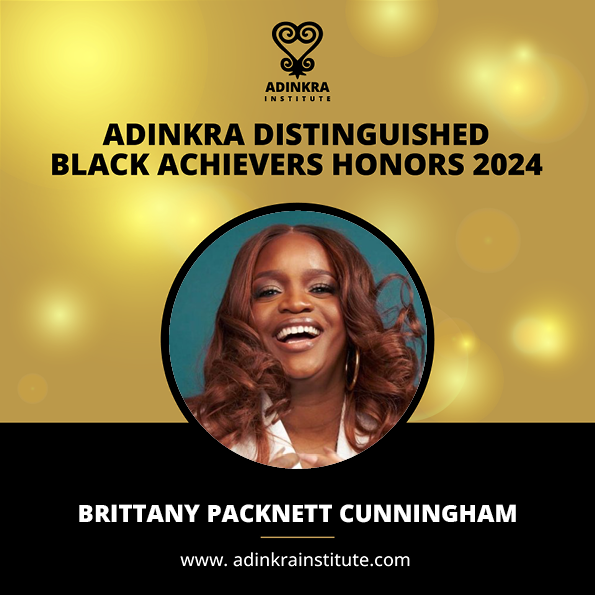 ADINKRA
INSTITUTE
ADINKRA DISTINGUISHED
BLACK ACHIEVERS HONORS 2024
BRITTANY PACKNETT CUNNINGHAM
www. adinkrainstitute.com